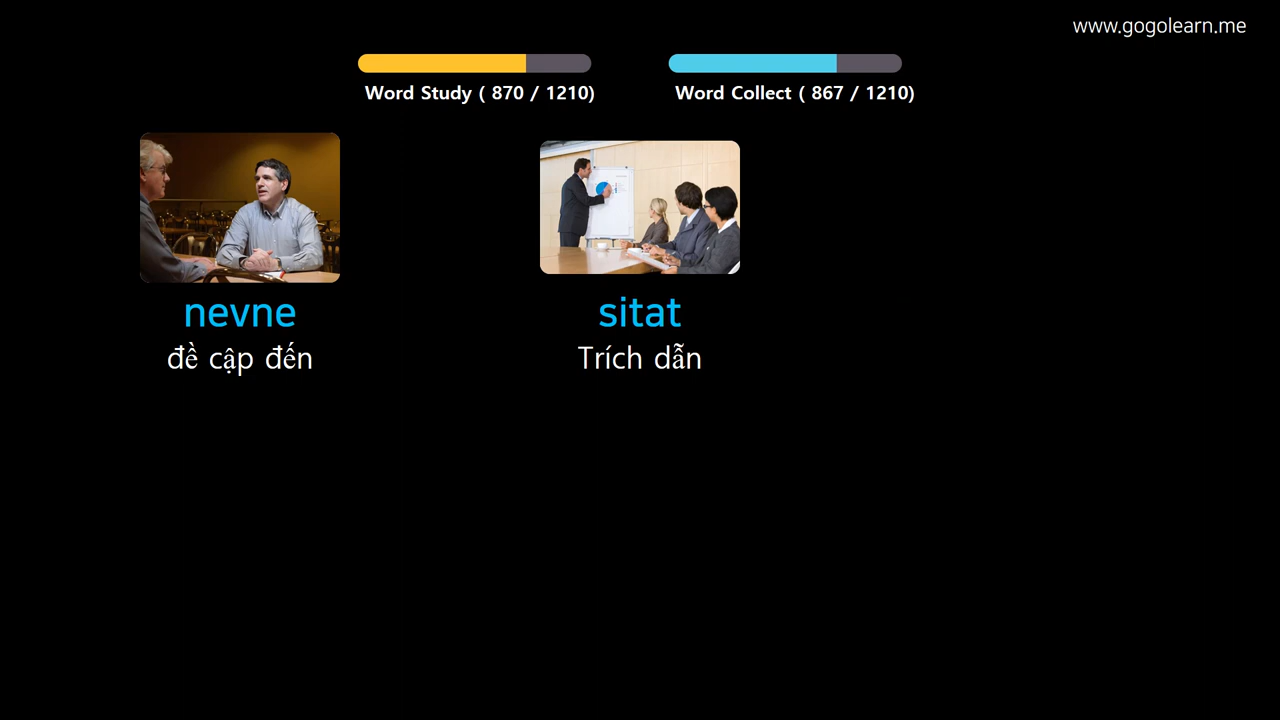 www.gogolearn.me
Word Study ( 870 / 1210)
Word Collect ( 867 / 1210)
nevne
đề cập đến
sitat
Trích dẫn